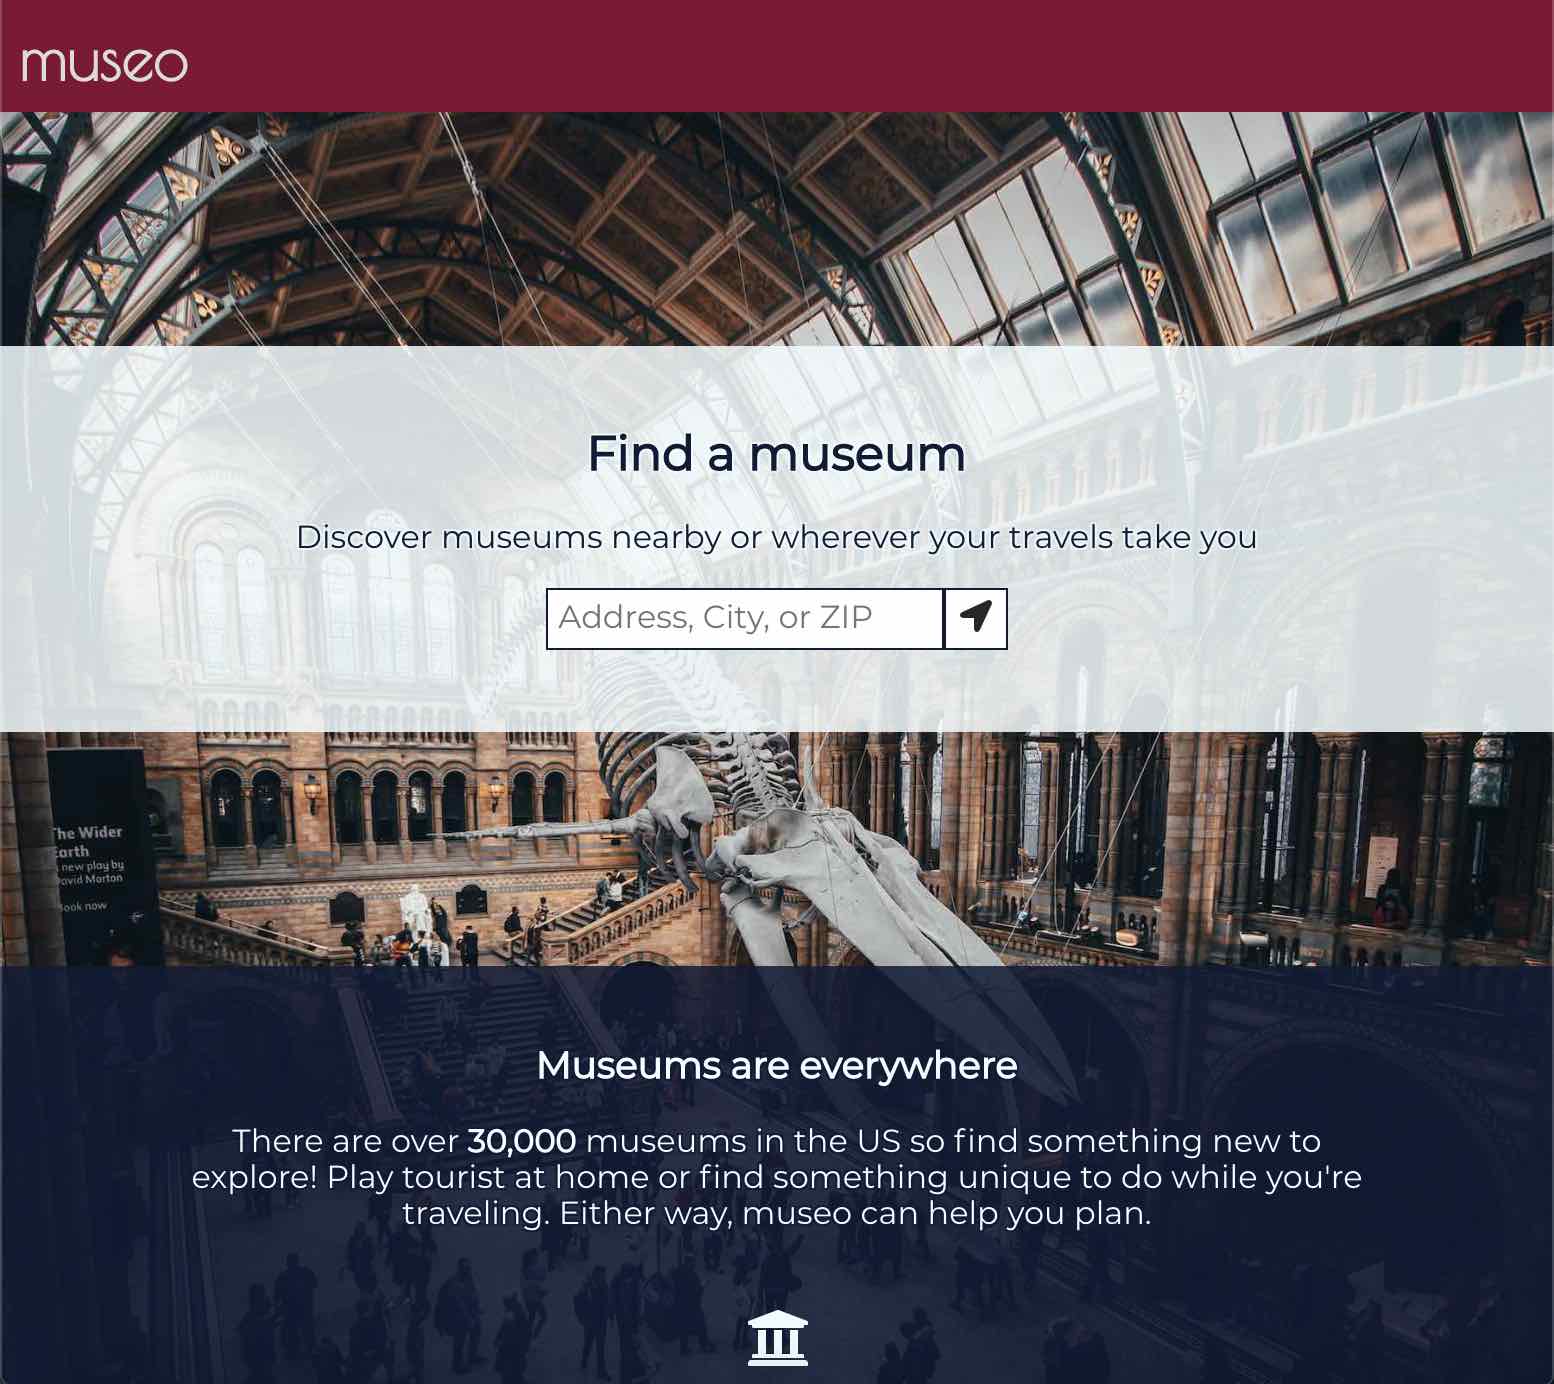 museo
Find a museum
Discover museums nearby or wherever your travels take you
Address, City, or ZIP
The Wider
Earth
A new play by
David Morton
Book now
Museums are everywhere
There are over 30,000 museums in the US so find something new to
explore! Play tourist at home or find something unique to do while you're
traveling. Either way, museo can help you plan.